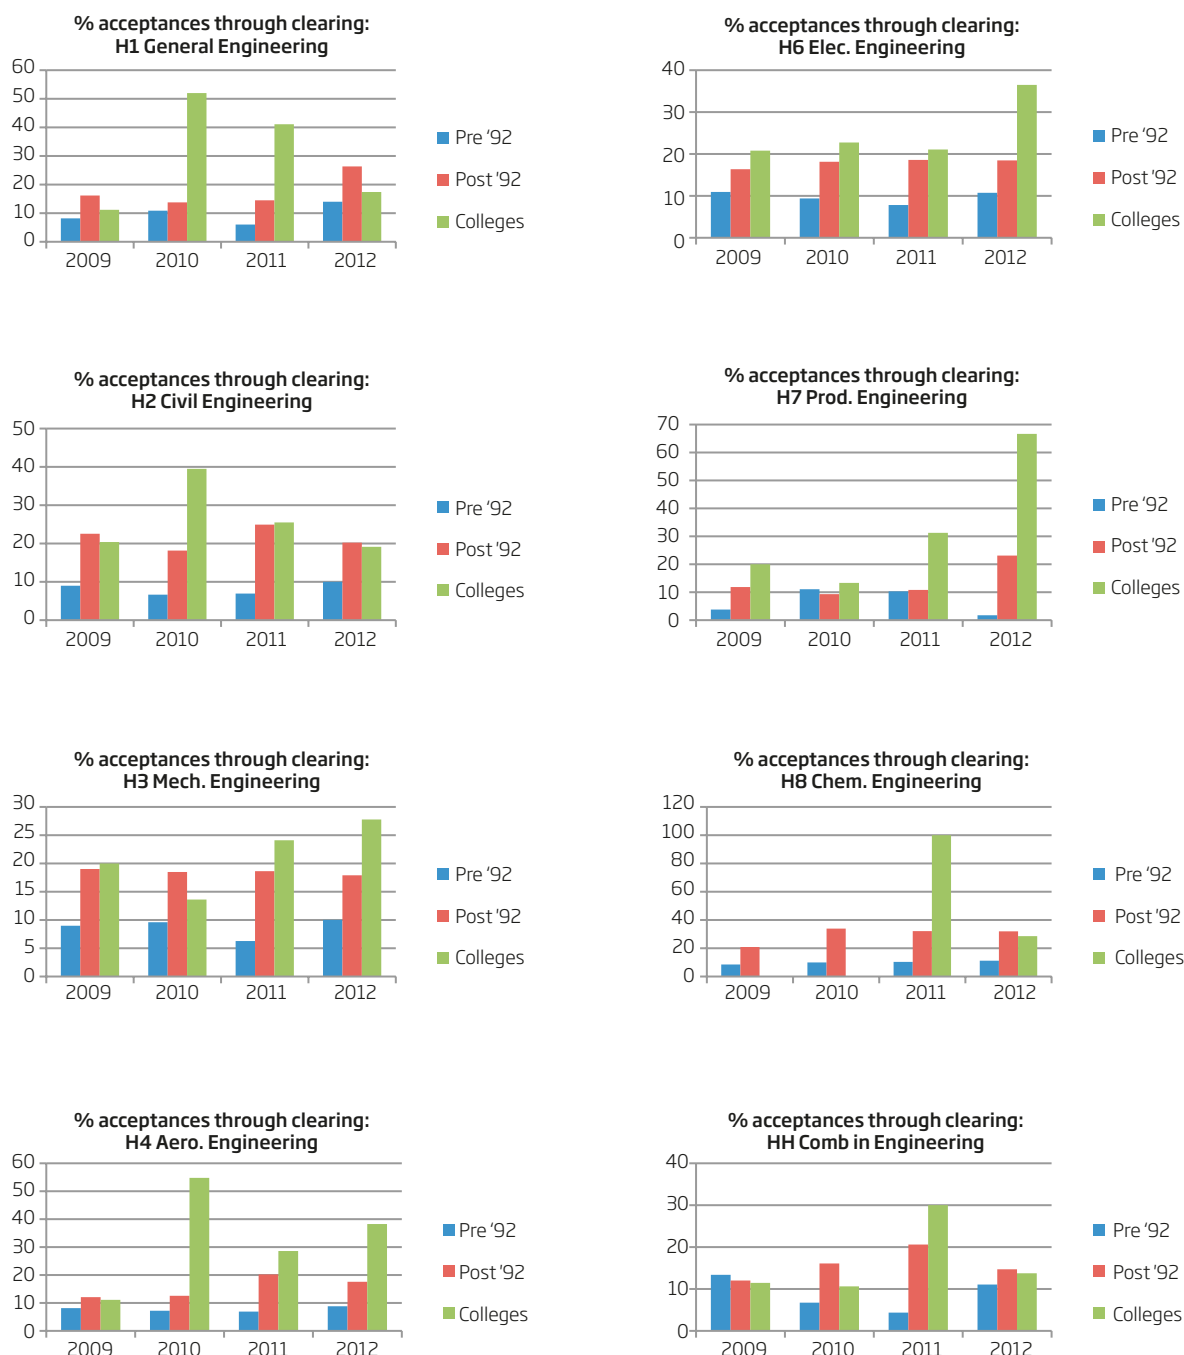 % acceptances through clearing:
H1 General Engineering
60
50
40
30
20
10
0
2009 2010 2011 2012
Pre ‘92
Post ’92
Colleges
% acceptances through clearing:
H6 Elec. Engineering
40
30
20
10
0
2009 2010 2011 2012
Pre ‘92
Post ’92
Colleges
% acceptances through clearing:
H2 Civil Engineering
50
40
30
20
10
0
2009 2010 2011 2012
Pre ‘92
Post ’92
Colleges
% acceptances through clearing:
H7 Prod. Engineering
70
60
50
40
30
20
10
0
2009 2010 2011 2012
Pre ‘92
Post ’92
Colleges
% acceptances through clearing:
H3 Mech. Engineering
30
25
20
15
10
5
0
2009 2010 2011 2012
Pre ‘92
Post ’92
Colleges
% acceptances through clearing:
H8 Chem. Engineering
120
100
80
60
40
20
0
2009 2010 2011 2012
Pre ‘92
Post ’92
Colleges
% acceptances through clearing:
H4 Aero. Engineering
60
50
40
30
20
10
0
2009 2010 2011 2012
Pre ‘92
Post ’92
Colleges
% acceptances through clearing:
HH Comb in Engineering
40
30
20
10
0
2009 2010 2011 2012
Pre ‘92
Post ’92
Colleges